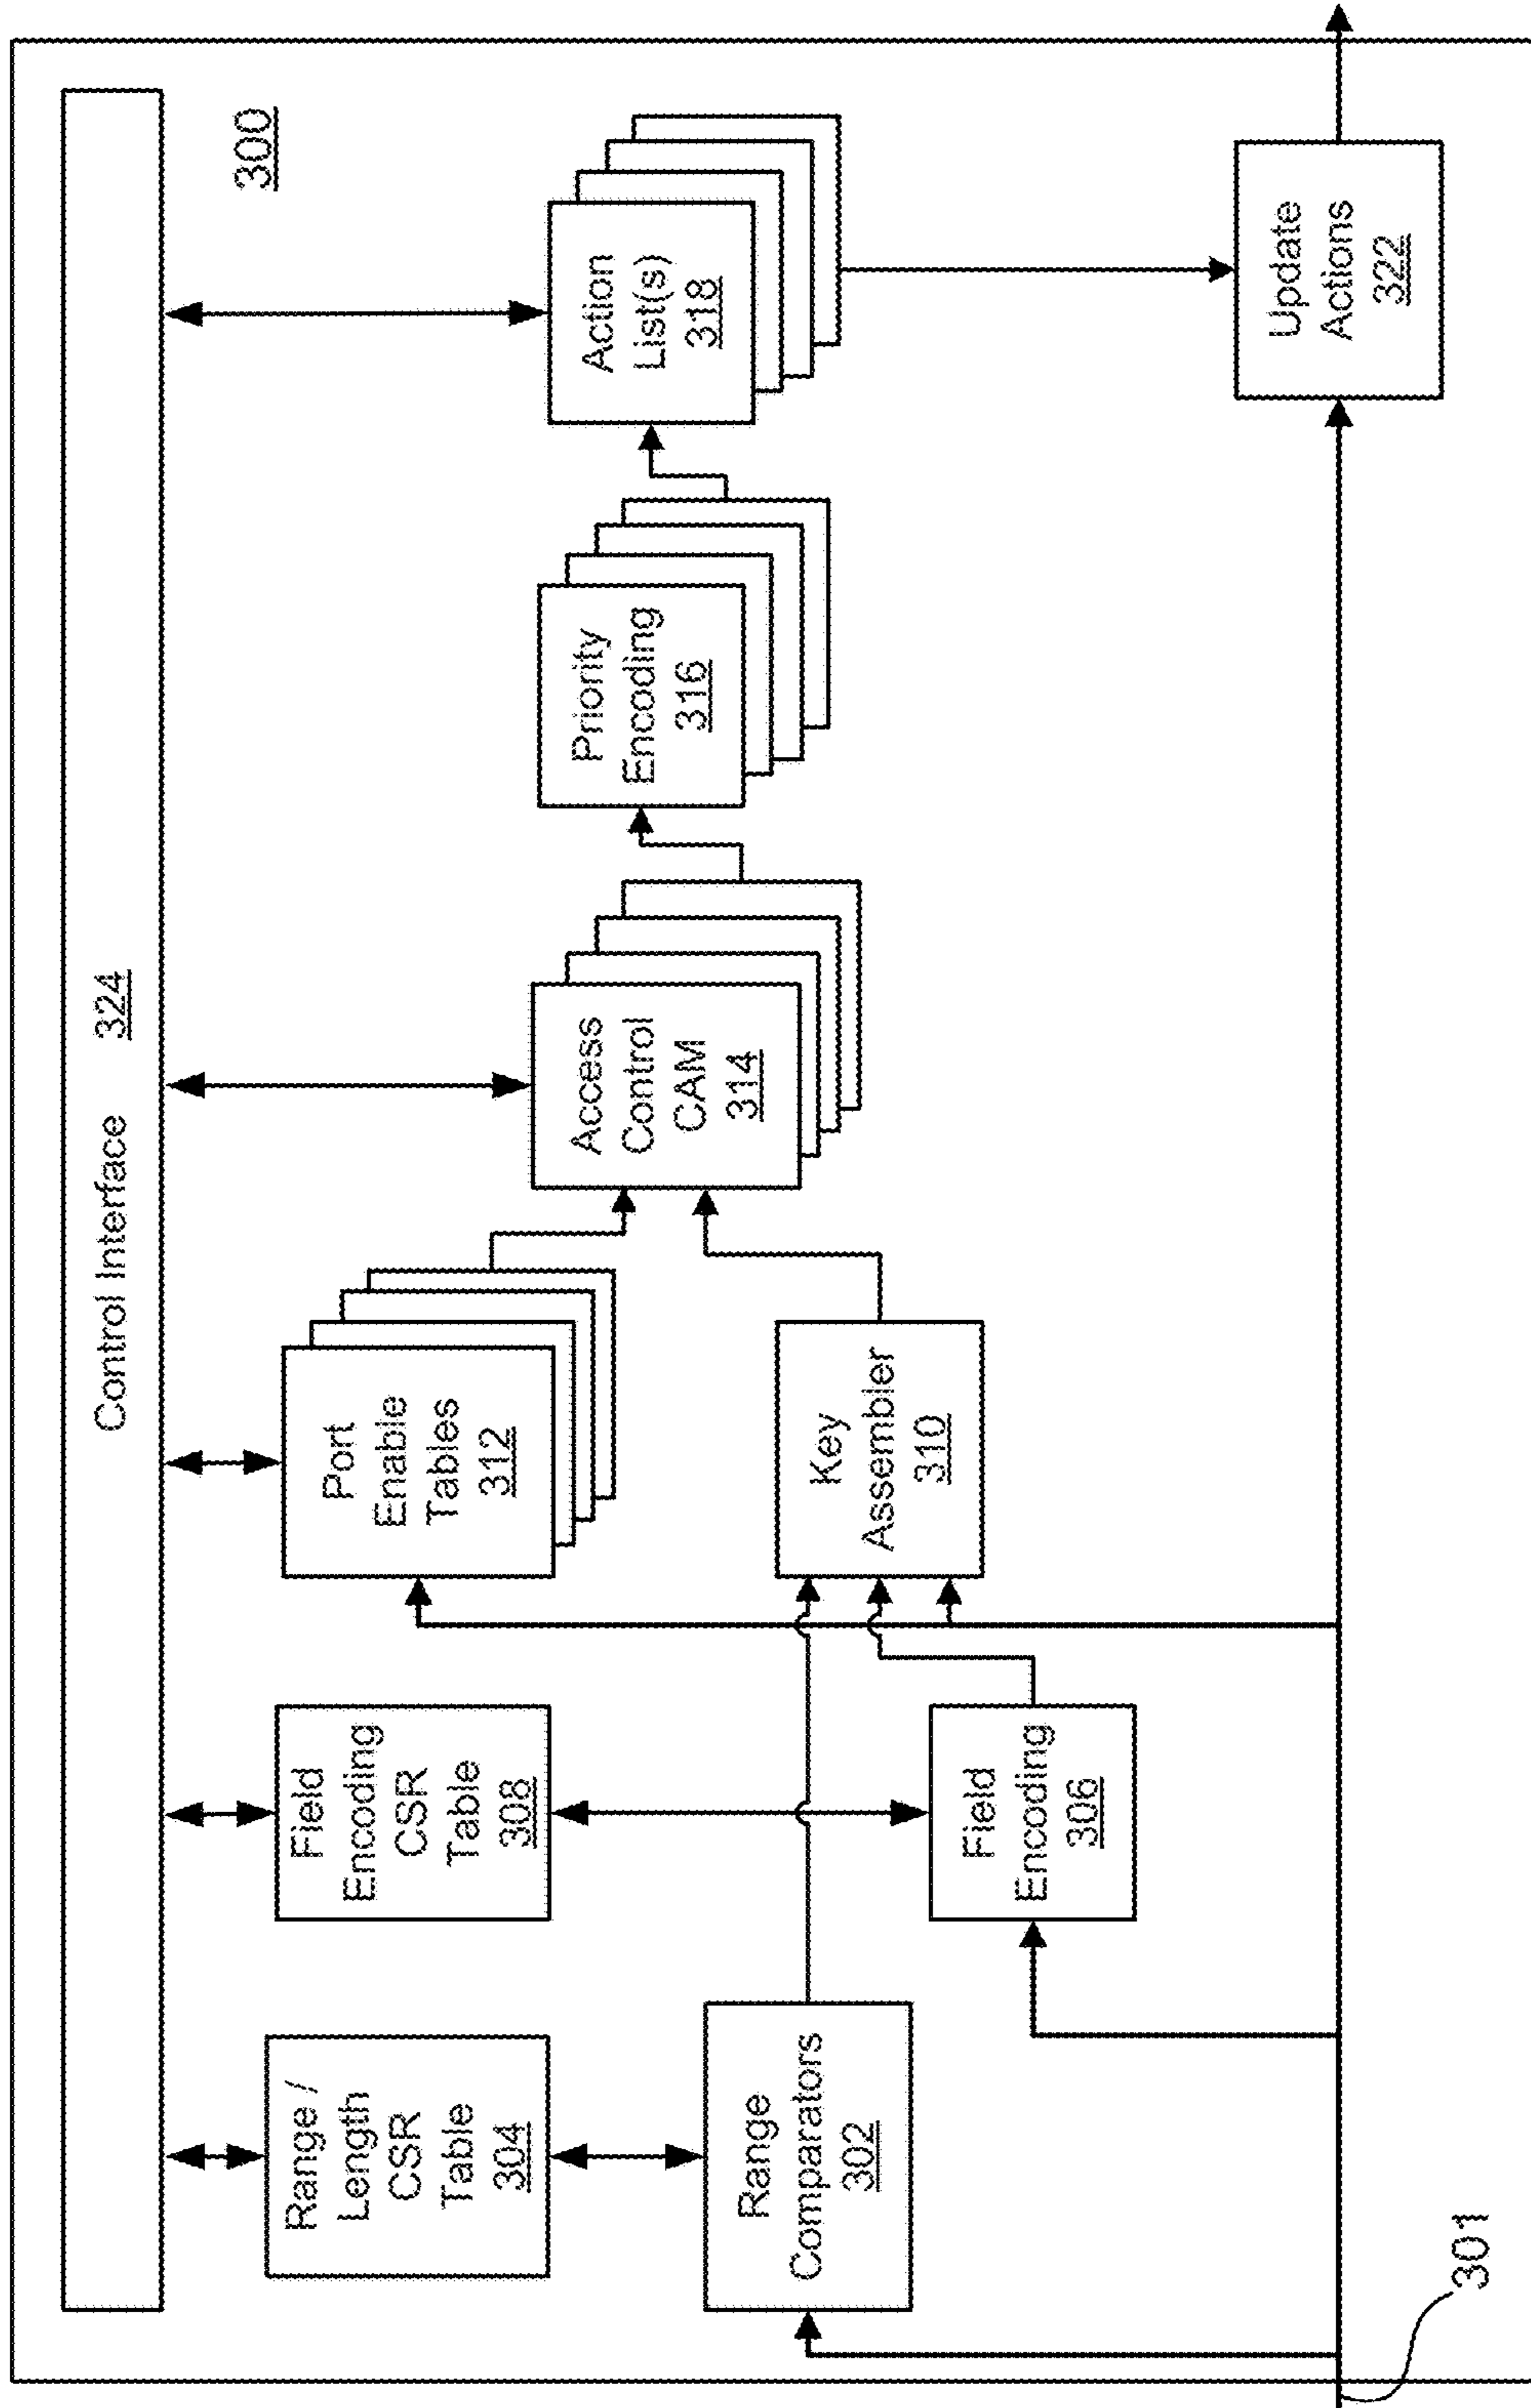 Control Interface 324
300
Range /
Length
CSR
Table
304
Field
Encoding
CSR
Table
308
Port
Enable
Tables
312
Access
Control
CAM
314
Priority
Encoding
316
Action
List(s)
318
Range
Comparators
302
Field
Encoding
306
Key
Assembler
310
Update
Actions
322
301